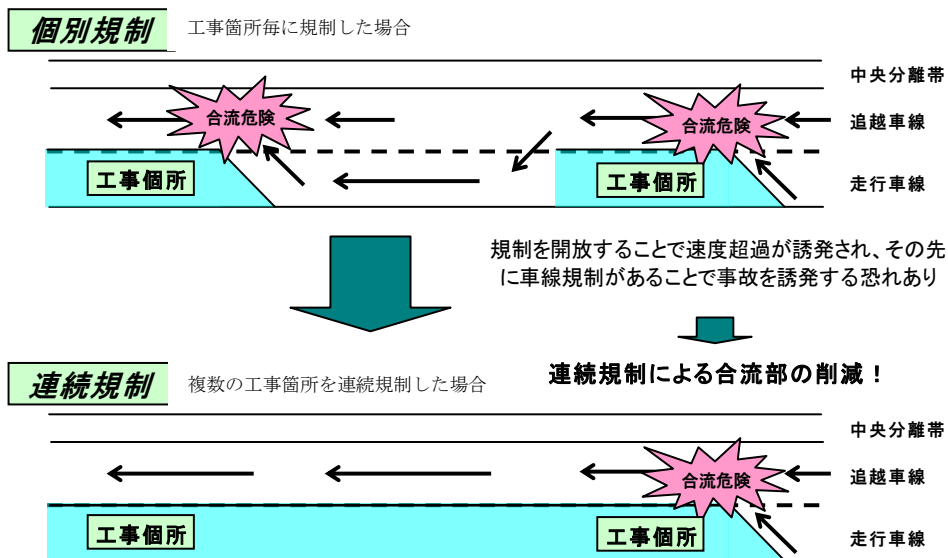 個別規制
工事箇所毎に規制した場合
中央分離帯
合流危険
合流危険
追越車線
工事個所
工事個所
走行車線
規制を開放することで速度超過が誘発され、その先
に車線規制があることで事故を誘発する恐れあり
連続規制による合流部の削減！
連続規制
複数の工事箇所を連続規制した場合
中央分離帯
合流危険
追越車線
工事個所
工事個所
走行車線